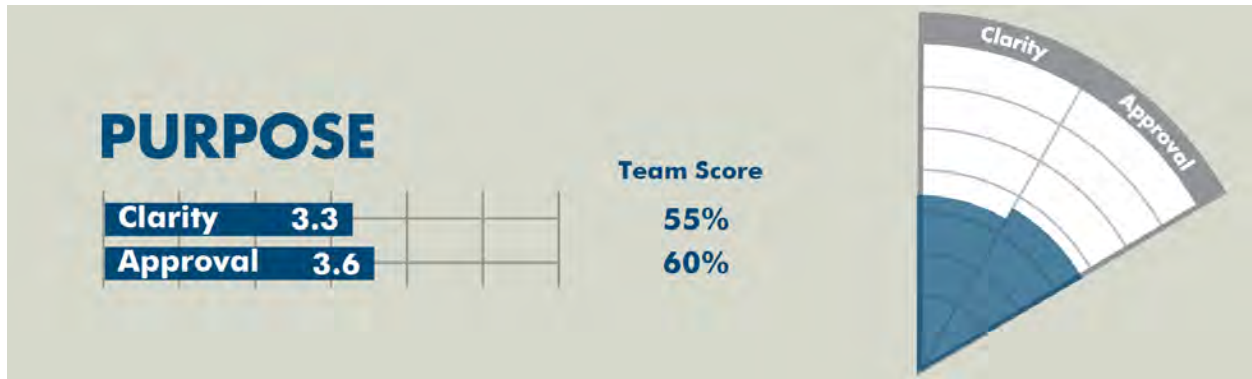 PURPOSE
Team Score
Clarity 3.3 55%
Approval 3.6 60%
Clarity
Approval